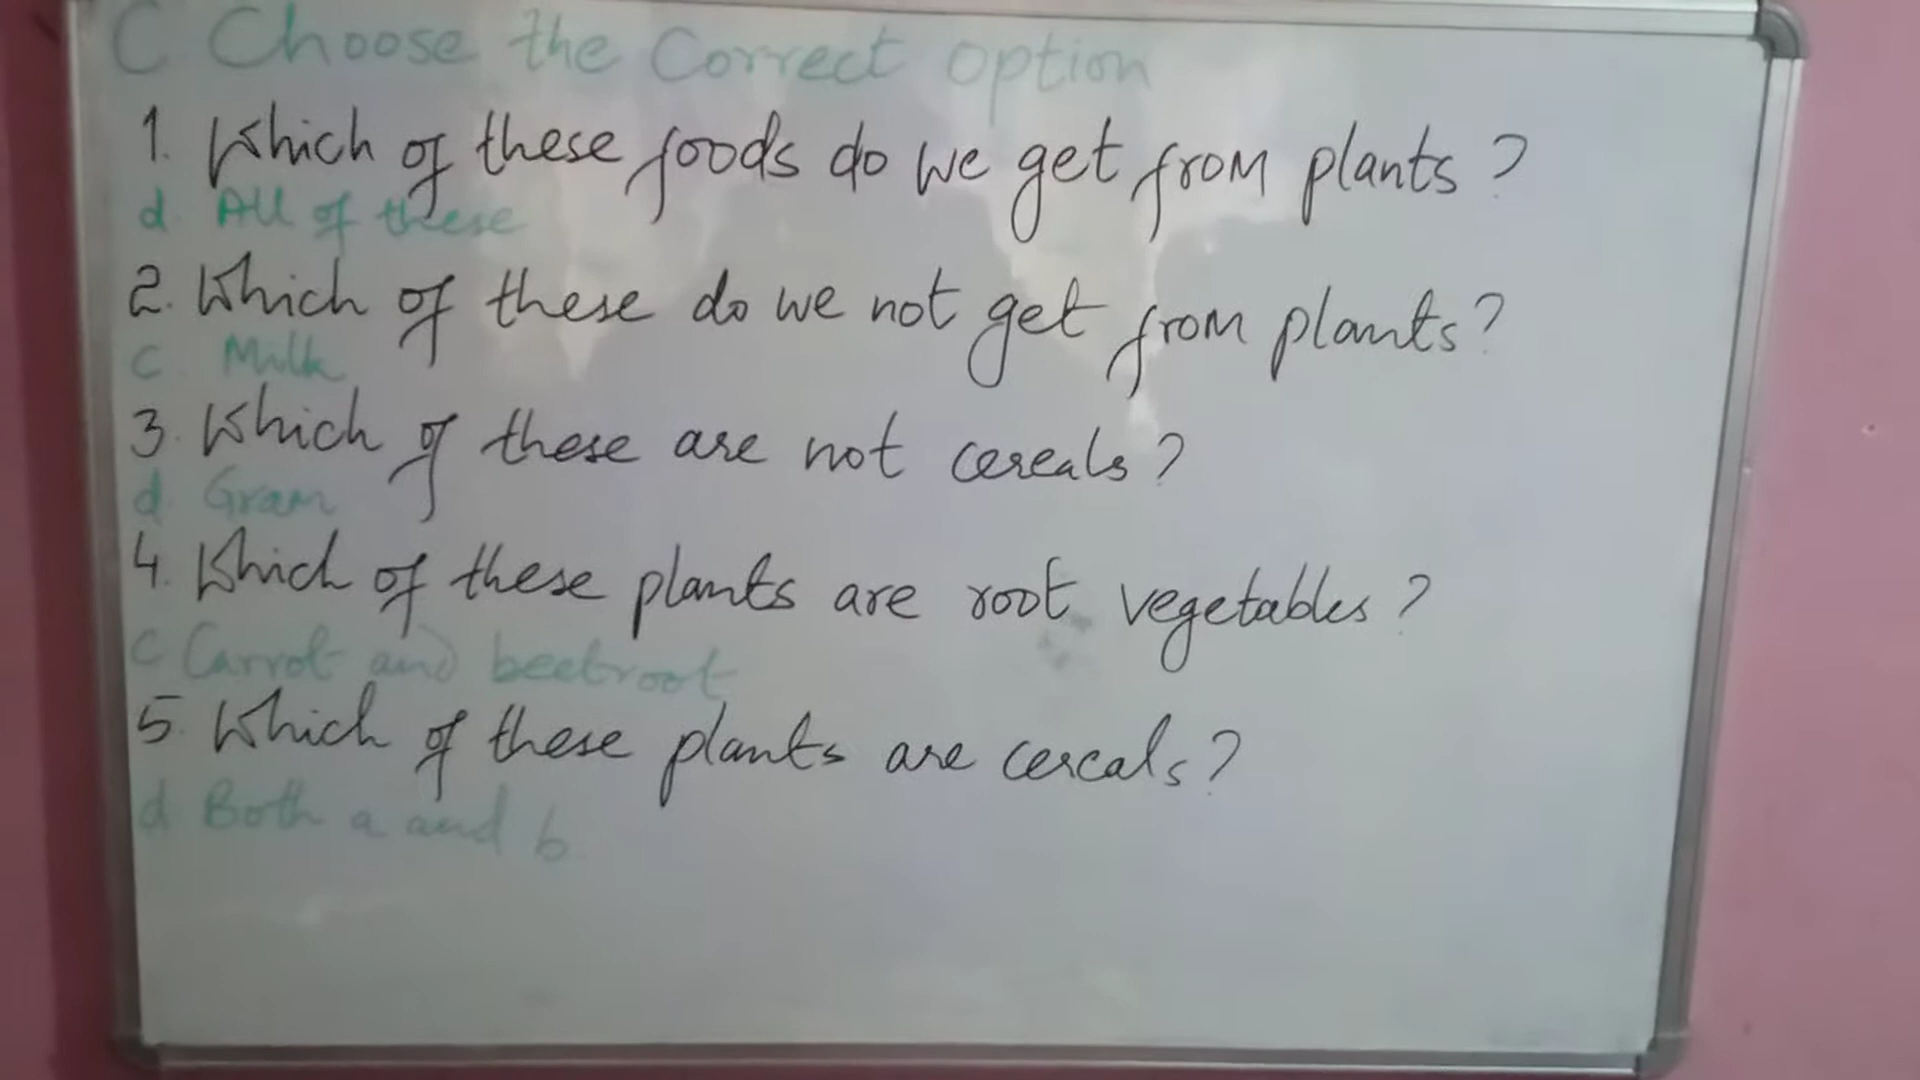 C Choose the Correct option
1. Which of these foods do we get from plants?
d. All of these
2. Which of these do we not get from plants?
c. Milk
3. Which of these are not cereals?
d. Gram
4. Which of these plants are root vegetables?
c Carrot and beetroot
5. Which of these plants are cereals?
d Both a and b